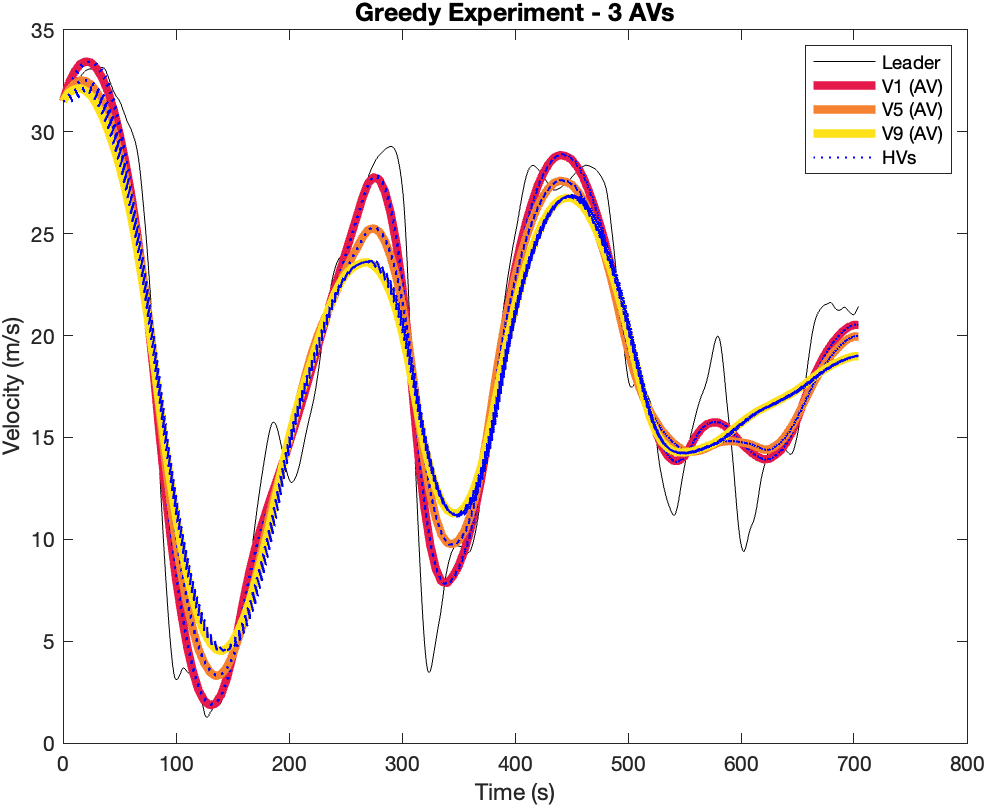 Greedy Experiment - 3 AVs
35
30
25
20
15
10
5
0
Velocity (m/s)
Leader
V1 (AV)
V5 (AV)
V9 (AV)
HVs
0 100 200 300 400 500 600 700 800
Time (s)